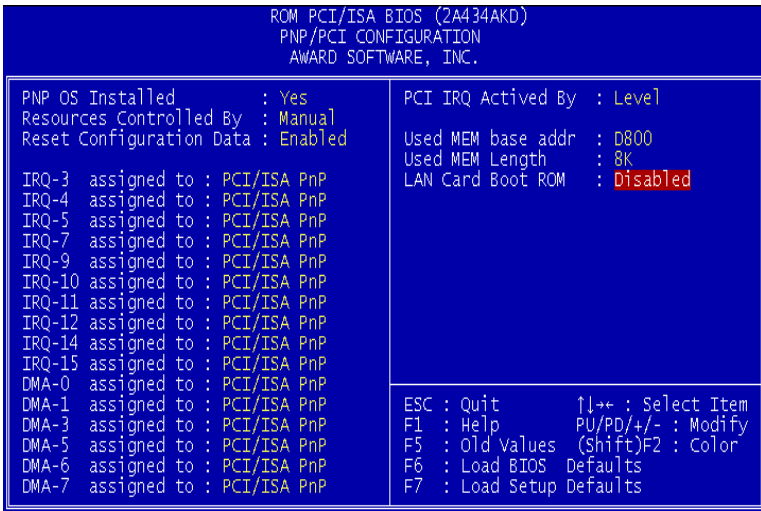 ROM PCI/ISA BIOS (2A434AKD)
PNP/PCI CONFIGURATION
AWARD SOFTWARE, INC.
PNP OS Installed : Yes
Resources Controlled By : Manual
Reset Configuration Data : Enabled
IRQ-3 assigned to : PCI/ISA PnP
IRQ-4 assigned to : PCI/ISA PnP
IRQ-5 assigned to : PCI/ISA PnP
IRQ-7 assigned to : PCI/ISA PnP
IRQ-9 assigned to : PCI/ISA PnP
IRQ-10 assigned to : PCI/ISA PnP
IRQ-11 assigned to : PCI/ISA PnP
IRQ-12 assigned to : PCI/ISA PnP
IRQ-14 assigned to : PCI/ISA PnP
IRQ-15 assigned to : PCI/ISA PnP
DMA-0 assigned to : PCI/ISA PnP
DMA-1 assigned to : PCI/ISA PnP
DMA-3 assigned to : PCI/ISA PnP
DMA-5 assigned to : PCI/ISA PnP
DMA-6 assigned to : PCI/ISA PnP
DMA-7 assigned to : PCI/ISA PnP
PCI IRQ Actived By : Level
Used MEM base addr : D800
Used MEM Length : 8K
LAN Card Boot ROM : Disabled
ESC : Quit ↑↓→← : Select Item
F1 : Help PU/PD/+/- : Modify
F5 : Old Values (Shift)F2 : Color
F6 : Load BIOS Defaults
F7 : Load Setup Defaults